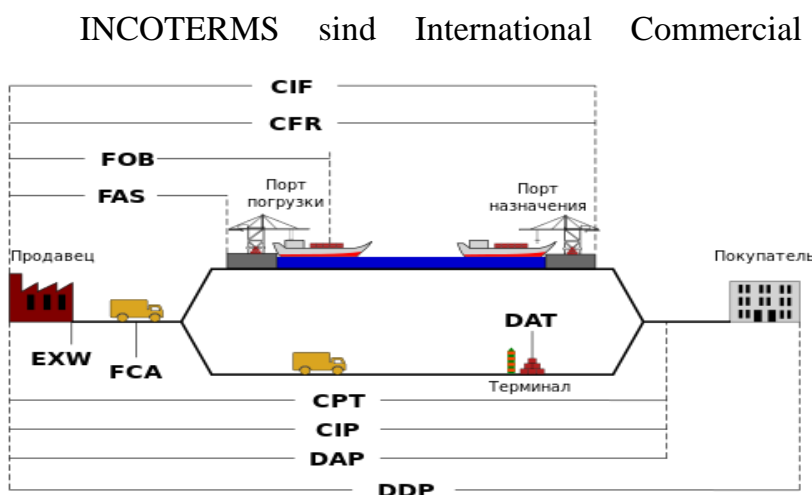 INCOTERMS sind International Commercial
CIF
CFR
FOB
FAS
Порт
погрузки
Порт
назначения
Продавец
Покупатель
EXW
FCA
DAT
Терминал
CPT
CIP
DAP
DDP